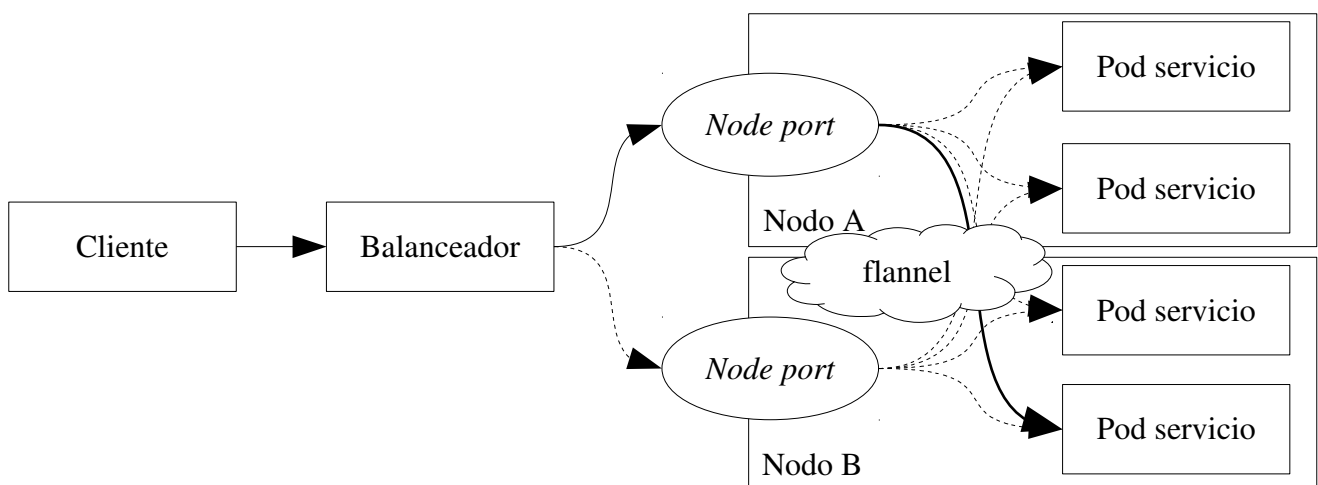 Pod servicio
Node port
Pod servicio
Nodo A
Cliente
Balanceador
flannel
Pod servicio
Node port
Pod servicio
Nodo B